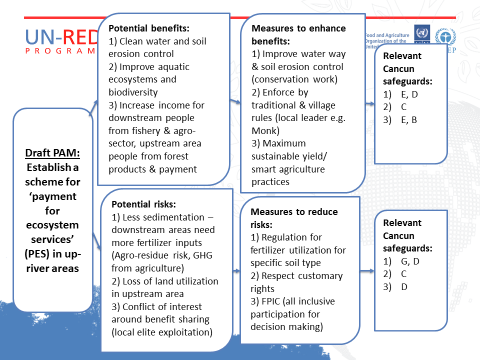 UN-RED
PROGRAMM
Food and Agriculture
Organization of the
United
EP
Draft PAM:
Establish a
scheme for
‘payment
for
ecosystem
services’
(PES) in up-
river areas
Potential benefits:
1) Clean water and soil
erosion control
2) Improve aquatic
ecosystems and
biodiversity
3) Increase income for
downstream people
from fishery & agro-
sector, upstream area
people from forest
products & payment
Measures to enhance
benefits:
1) Improve water way
& soil erosion control
(conservation work)
2) Enforce by
traditional & village
rules (local leader e.g.
Monk)
3) Maximum
sustainable yield/
smart agriculture
practices
Relevant
Cancun
safeguards:
1) E, D
2) C
3) E, B
Potential risks:
1) Less sedimentation –
downstream areas need
more fertilizer inputs
(Agro-residue risk, GHG
from agriculture)
2) Loss of land utilization
in upstream area
3) Conflict of interest
around benefit sharing
(local elite exploitation)
Measures to reduce
risks:
1) Regulation for
fertilizer utilization for
specific soil type
2) Respect customary
rights
3) FPIC (all inclusive
participation for
decision making)
Relevant
Cancun
safeguards:
1) G, D
2) C
3) D